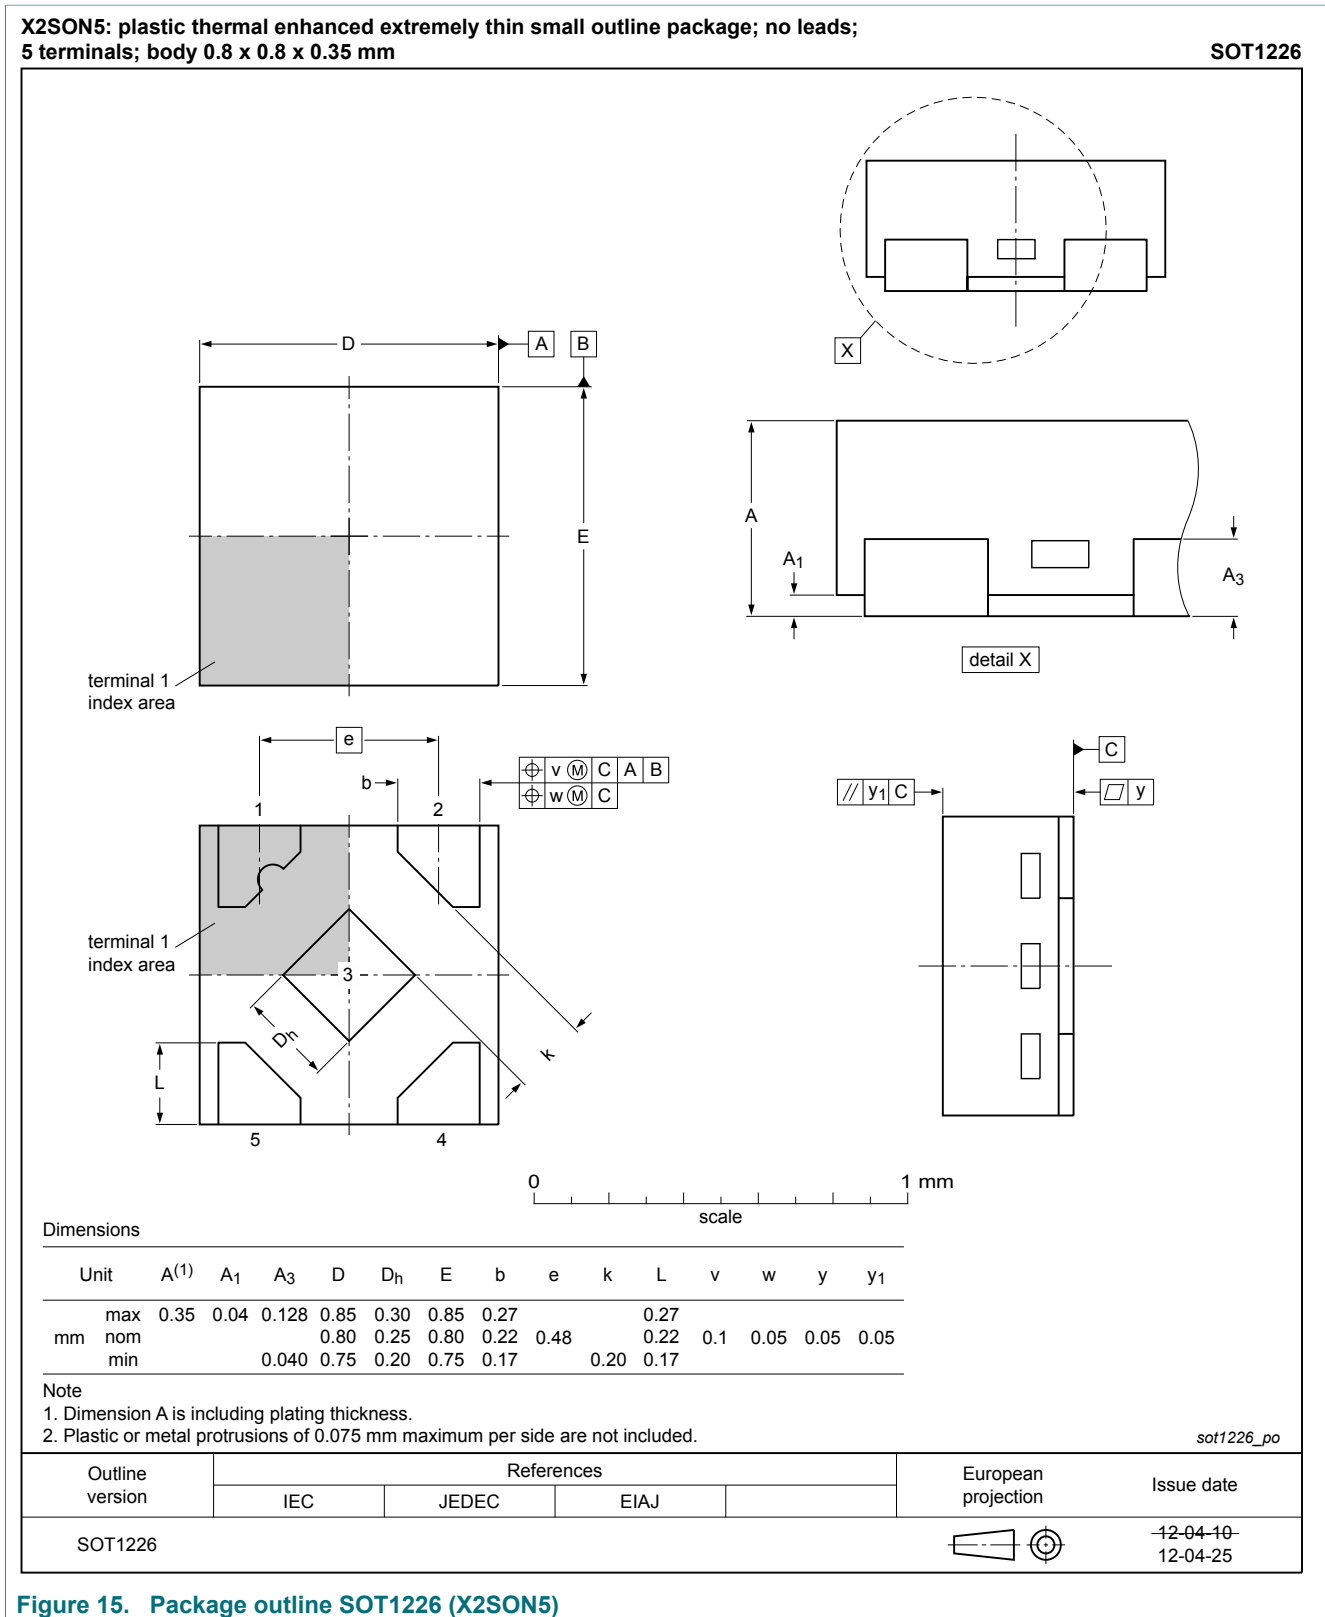 X2SON5: plastic thermal enhanced extremely thin small outline package; no leads;
5 terminals; body 0.8 x 0.8 x 0.35 mm SOT1226
X
D A B
E
terminal 1
index area
A
A1
A3
detail X
e
b
v M C A B
w M C
1 2
terminal 1
index area
3
Dh
k
L
5 4
C
// y1 C
y
0 1 mm
scale
Dimensions
Unit A(1) A1 A3 D Dh E b e k L v w y y1
max 0.35 0.04 0.128 0.85 0.30 0.85 0.27 0.27
mm nom 0.80 0.25 0.80 0.22 0.48 0.22 0.1 0.05 0.05 0.05
min 0.040 0.75 0.20 0.75 0.17 0.20 0.17
Note
1. Dimension A is including plating thickness.
2. Plastic or metal protrusions of 0.075 mm maximum per side are not included.
sot1226_po
Outline version References European projection Issue date
IEC JEDEC EIAJ
SOT1226 12-04-10
12-04-25
Figure 15. Package outline SOT1226 (X2SON5)